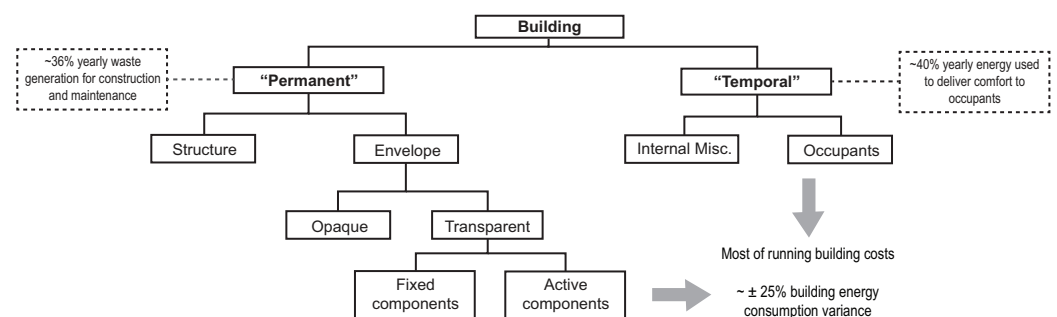 Building
~36% yearly waste
generation for construction
and maintenance
“Permanent”
“Temporal”
~40% yearly energy used
to deliver comfort to
occupants
Structure
Envelope
Internal Misc.
Occupants
Opaque
Transparent
Fixed
components
Active
components
Most of running building costs
~ ± 25% building energy
consumption variance